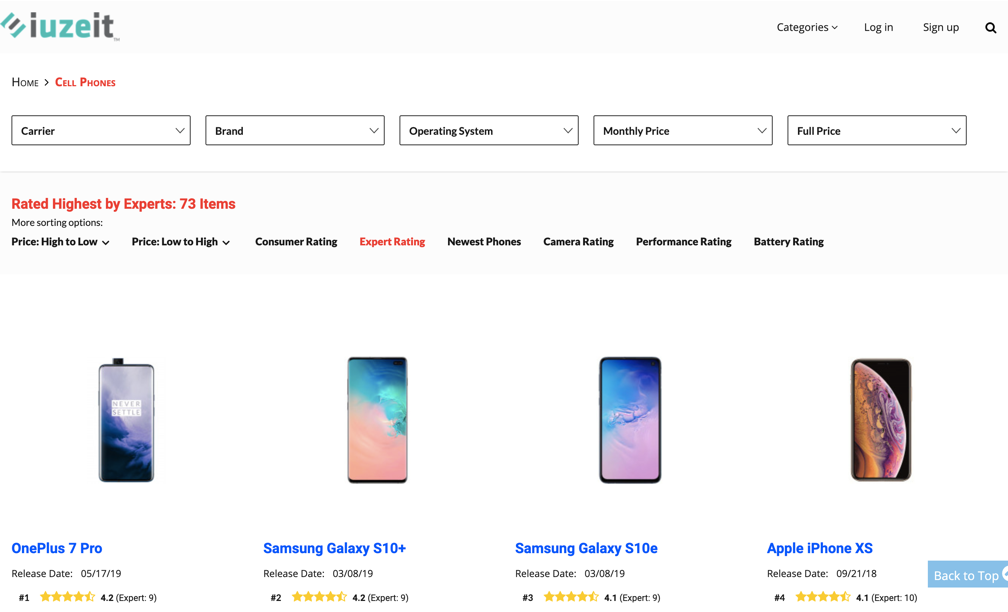 iuzeit™
Categories Log in Sign up
Home > Cell Phones
Carrier Brand Operating System Monthly Price Full Price
Rated Highest by Experts: 73 Items
More sorting options:
Price: High to Low Price: Low to High Consumer Rating Expert Rating Newest Phones Camera Rating Performance Rating Battery Rating
NEVER
SETTLE
OnePlus 7 Pro Samsung Galaxy S10+ Samsung Galaxy S10e Apple iPhone XS
Release Date: 05/17/19 Release Date: 03/08/19 Release Date: 03/08/19 Release Date: 09/21/18
Back to Top
#1 4.2 (Expert: 9) #2 4.2 (Expert: 9) #3 4.1 (Expert: 9) #4 4.1 (Expert: 10)